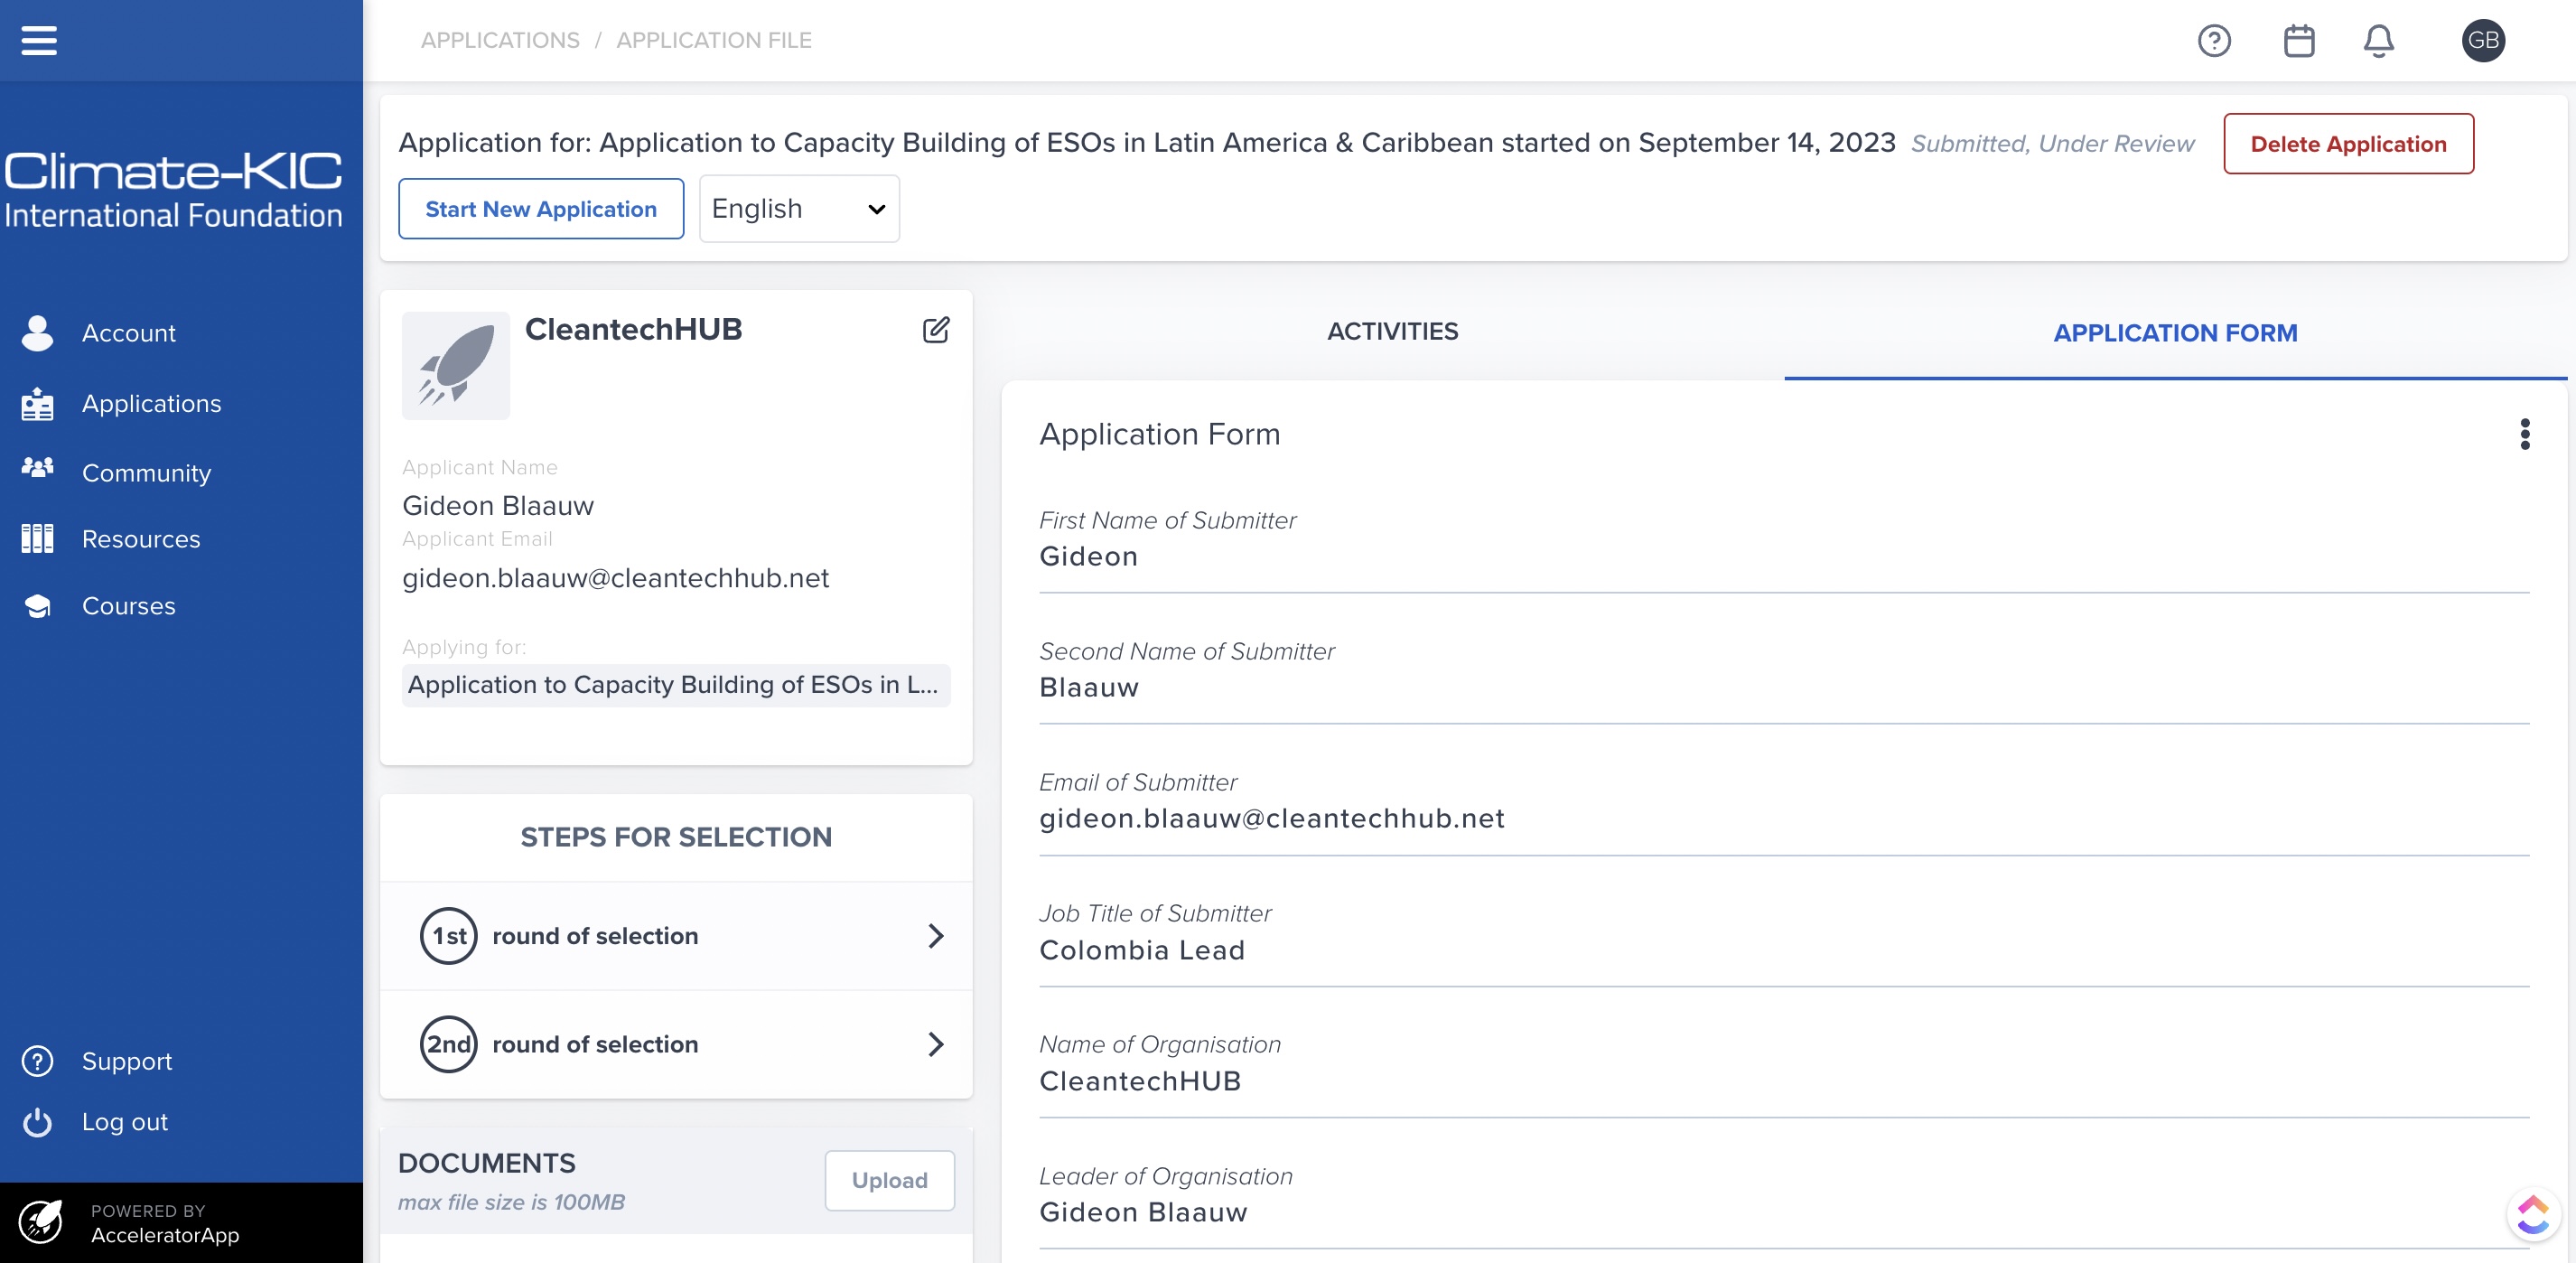 APPLICATIONS / APPLICATION FILE
GB
Climate-KIC
International Foundation
Account
Applications
Community
Resources
Courses
Support
Log out
POWERED BY
AcceleratorApp
Application for: Application to Capacity Building of ESOs in Latin America & Caribbean started on September 14, 2023 Submitted, Under Review Delete Application
Start New Application English
CleantechHUB
Applicant Name
Gideon Blaauw
Applicant Email
gideon.blaauw@cleantechhub.net
Applying for:
Application to Capacity Building of ESOs in L...
STEPS FOR SELECTION
1st round of selection
2nd round of selection
DOCUMENTS
max file size is 100MB
Upload
ACTIVITIES APPLICATION FORM
Application Form
First Name of Submitter
Gideon
Second Name of Submitter
Blaauw
Email of Submitter
gideon.blaauw@cleantechhub.net
Job Title of Submitter
Colombia Lead
Name of Organisation
CleantechHUB
Leader of Organisation
Gideon Blaauw